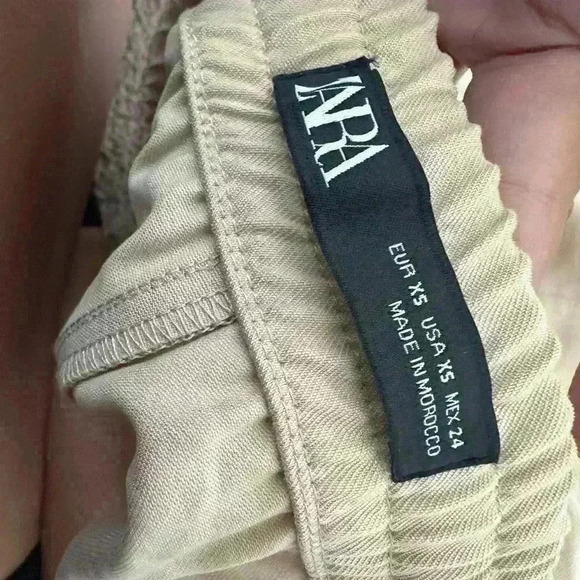 ZARA
EUR XS USA XS MEX 24
MADE IN MOROCCO